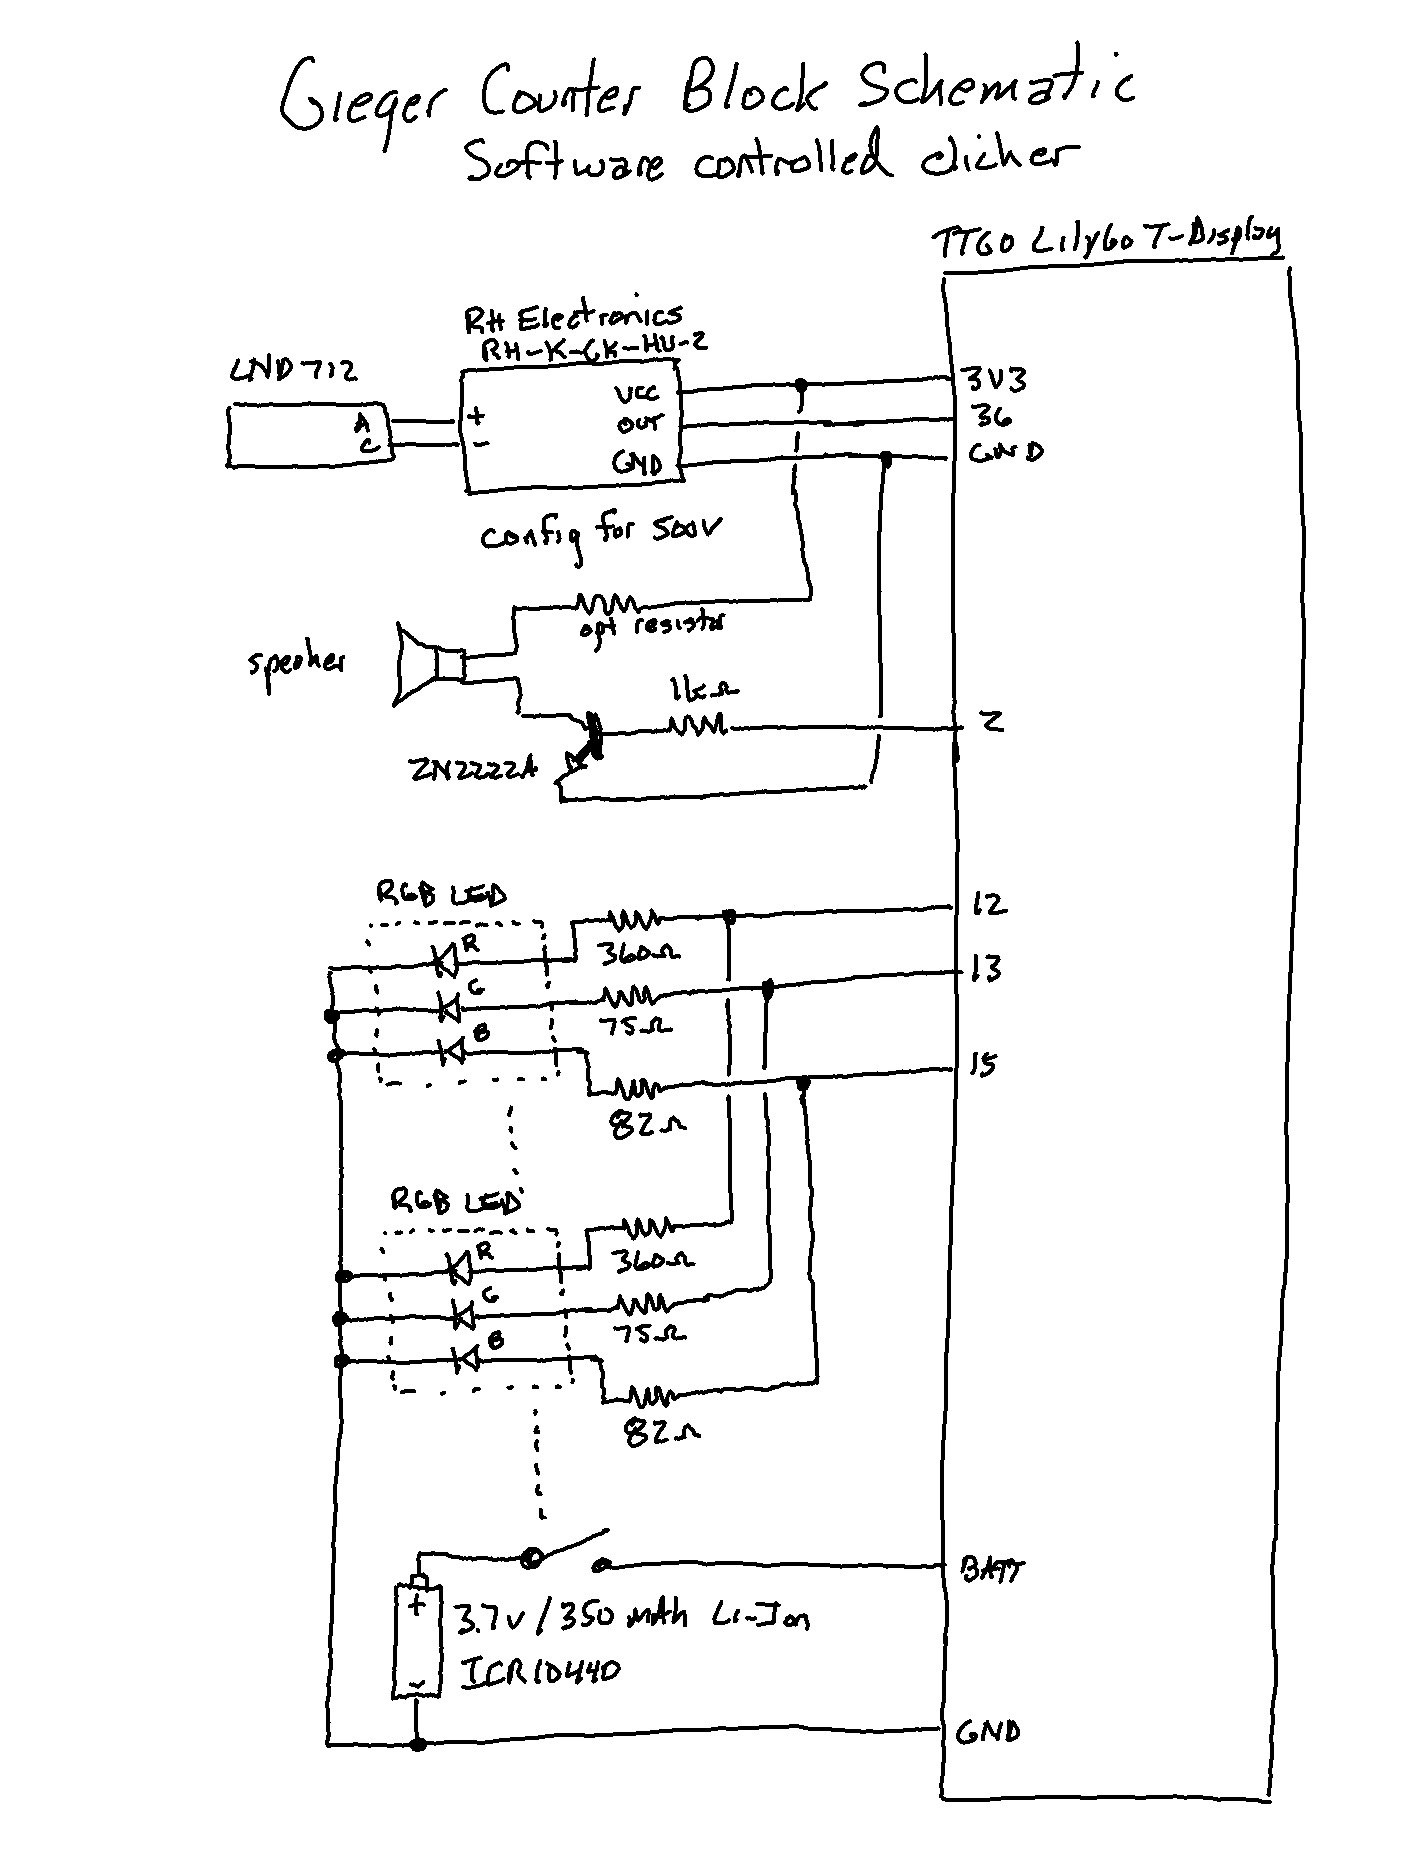 Gieger Counter Block Schematic
Software controlled clicker
TTGO LilyGo T-Display
RH Electronics
RH-K-GK-HV-2
LND 712
A
C
+
-
VCC
OUT
GND
3V3
36
GND
config for 500V
opt resistor
speaker
1kΩ
2
2N2222A
RGB LED
R
G
B
360Ω
75Ω
82Ω
12
13
15
RGB LED
R
G
B
360Ω
75Ω
82Ω
BATT
+
-
3.7v / 350 mAh Li-Ion
ICR10440
GND